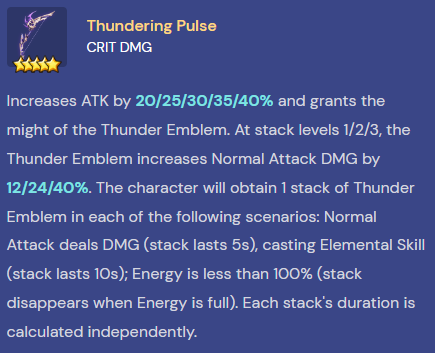 Thundering Pulse
CRIT DMG
Increases ATK by 20/25/30/35/40% and grants the
might of the Thunder Emblem. At stack levels 1/2/3, the
Thunder Emblem increases Normal Attack DMG by
12/24/40%. The character will obtain 1 stack of Thunder
Emblem in each of the following scenarios: Normal
Attack deals DMG (stack lasts 5s), casting Elemental Skill
(stack lasts 10s); Energy is less than 100% (stack
disappears when Energy is full). Each stack's duration is
calculated independently.